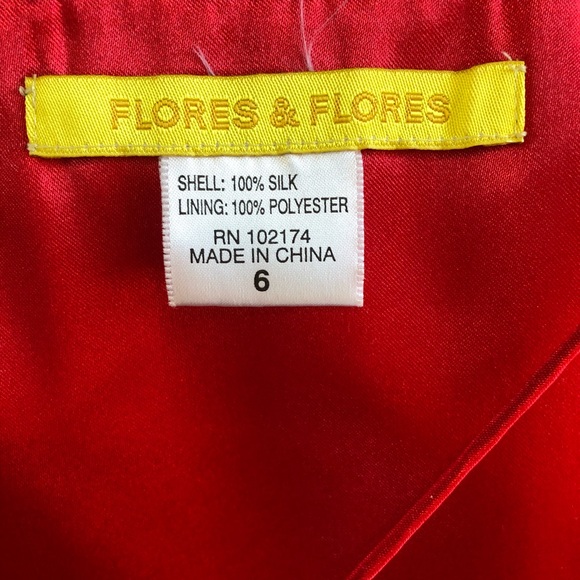 FLORES & FLORES
SHELL: 100% SILK
LINING: 100% POLYESTER
RN 102174
MADE IN CHINA
6